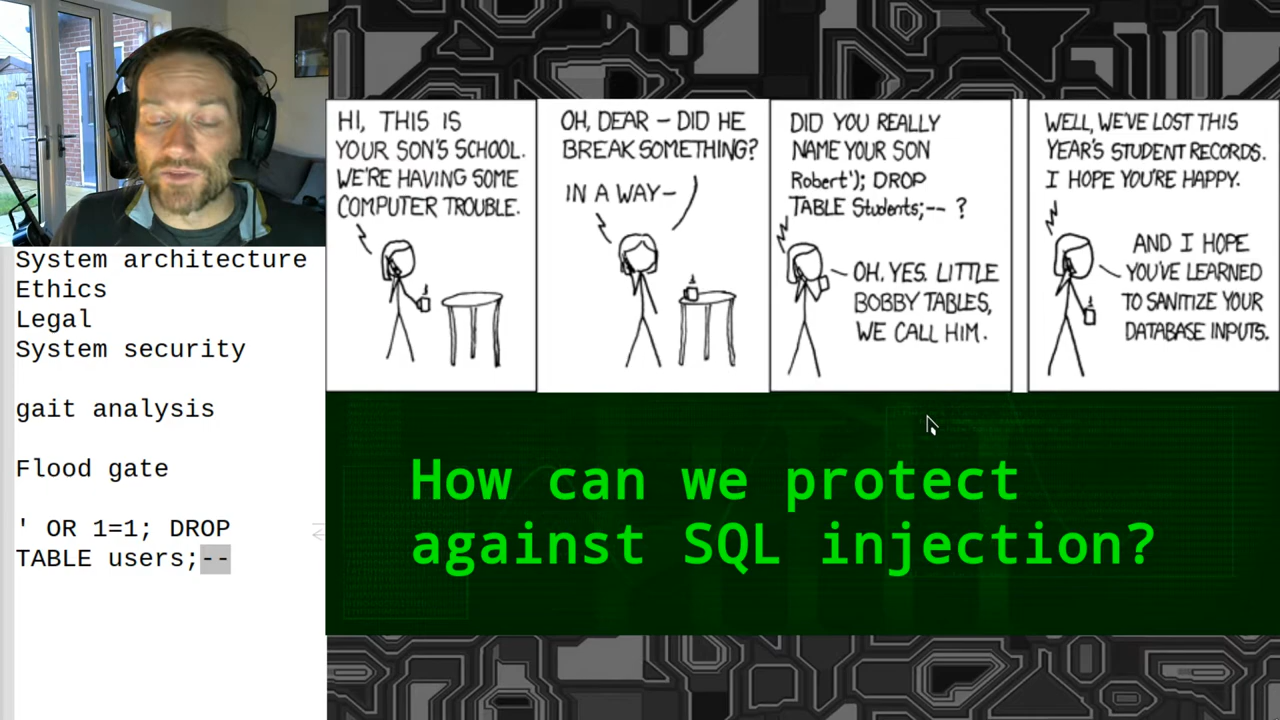 System architecture
Ethics
Legal
System security
gait analysis
Flood gate
' OR 1=1; DROP
TABLE users;--
HI, THIS IS
YOUR SON'S SCHOOL.
WE'RE HAVING SOME
COMPUTER TROUBLE.
OH, DEAR – DID HE
BREAK SOMETHING?
IN A WAY–
DID YOU REALLY
NAME YOUR SON
Robert'); DROP
TABLE Students;-- ?
OH. YES. LITTLE
BOBBY TABLES,
WE CALL HIM.
WELL, WE'VE LOST THIS
YEAR'S STUDENT RECORDS.
I HOPE YOU'RE HAPPY.
AND I HOPE
YOU'VE LEARNED
TO SANITIZE YOUR
DATABASE INPUTS.
How can we protect
against SQL injection?